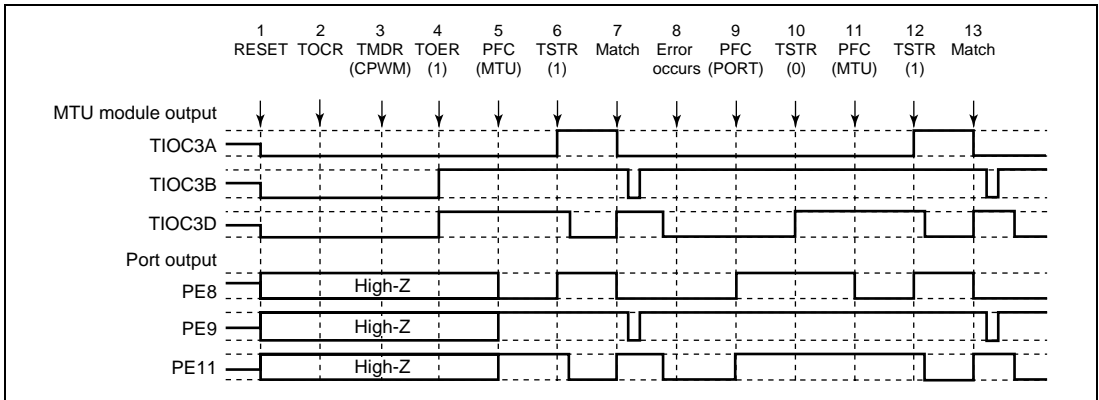 1 2 3 4 5 6 7 8 9 10 11 12 13
RESET TOCR TMDR TOER PFC TSTR Match Error PFC TSTR PFC TSTR Match
(CPWM) (1) (MTU) (1) occurs (PORT) (0) (MTU) (1)
MTU module output
TIOC3A
TIOC3B
TIOC3D
Port output
PE8 High-Z
PE9 High-Z
PE11 High-Z